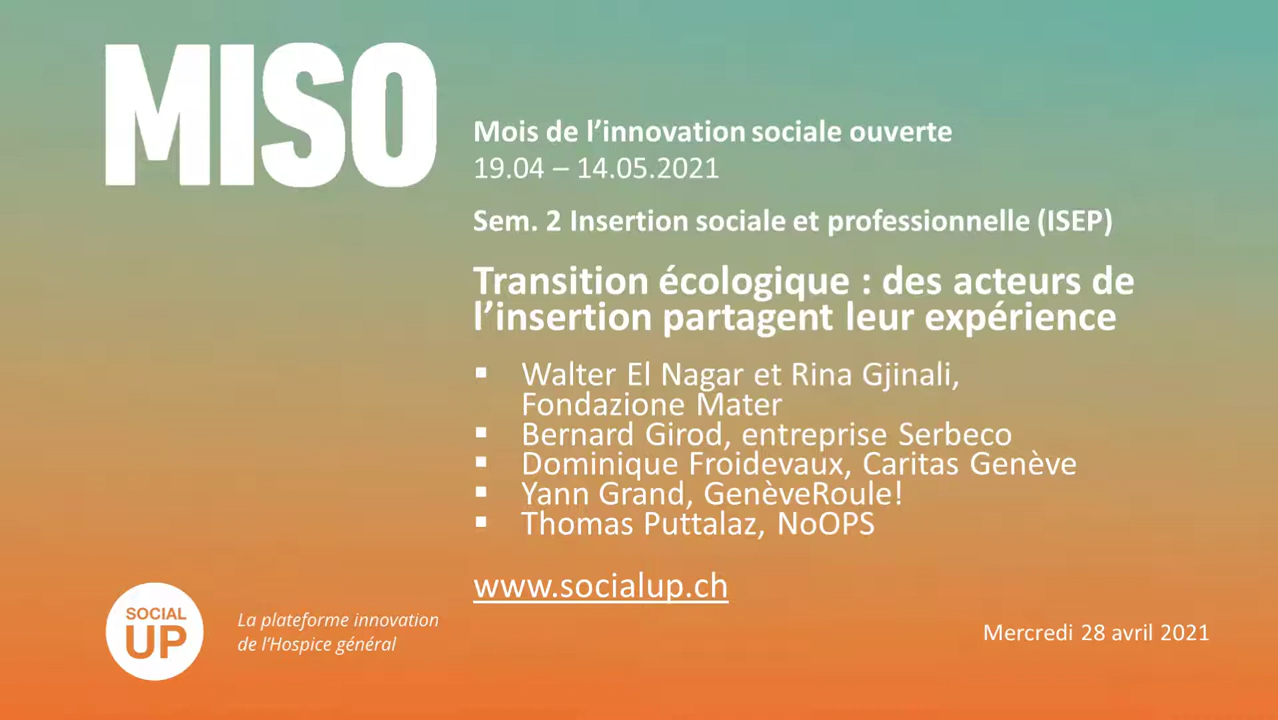 MISO
Mois de l’innovation sociale ouverte
19.04 – 14.05.2021
Sem. 2 Insertion sociale et professionnelle (ISEP)
Transition écologique : des acteurs de
l’insertion partagent leur expérience
▪ Walter El Nagar et Rina Gjinali,
Fondazione Mater
▪ Bernard Girod, entreprise Serbeco
▪ Dominique Froidevaux, Caritas Genève
▪ Yann Grand, GenèveRoule!
▪ Thomas Puttalaz, NoOPS
www.socialup.ch
SOCIAL
UP
La plateforme innovation
de l’Hospice général
Mercredi 28 avril 2021